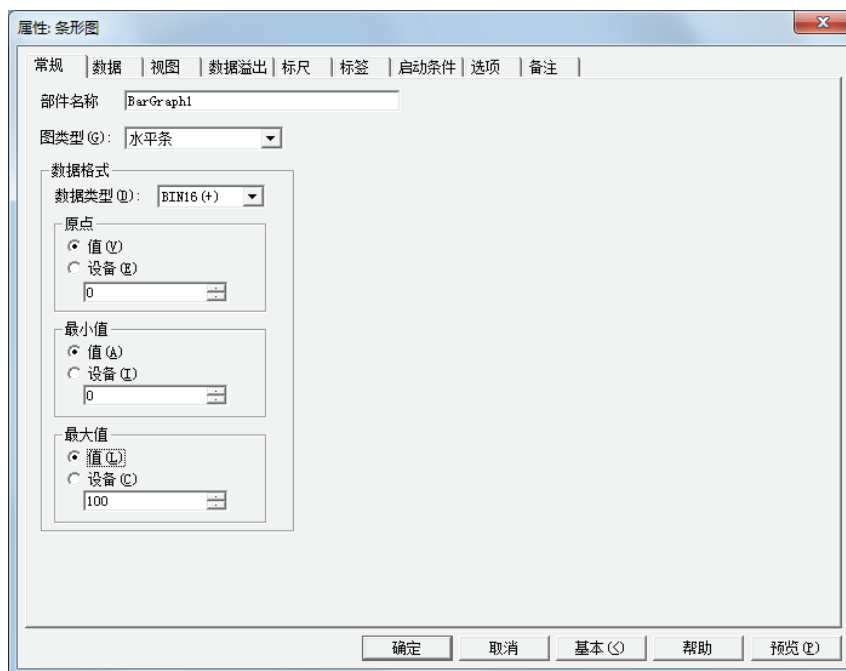 属性: 条形图
常规 数据 视图 数据溢出 标尺 标签 启动条件 选项 备注
部件名称 BarGraph1
图类型(G): 水平条
数据格式
数据类型(D): BIN16(+)
原点
值(V)
设备(E)
0
最小值
值(A)
设备(I)
0
最大值
值(L)
设备(C)
100
确定 取消 基本(<) 帮助 预览(P)